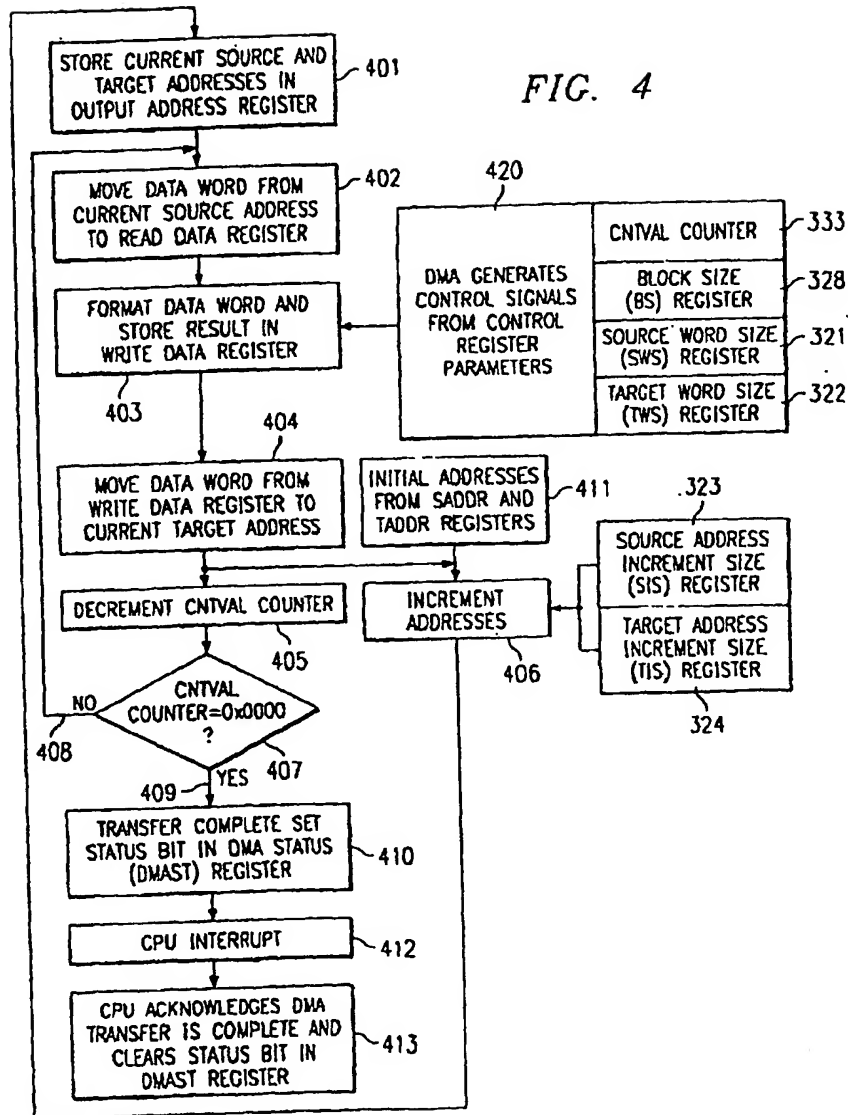 FIG. 4
STORE CURRENT SOURCE AND
TARGET ADDRESSES IN
OUTPUT ADDRESS REGISTER
401
MOVE DATA WORD FROM
CURRENT SOURCE ADDRESS
TO READ DATA REGISTER
402
FORMAT DATA WORD AND
STORE RESULT IN
WRITE DATA REGISTER
403
420
DMA GENERATES
CONTROL SIGNALS
FROM CONTROL
REGISTER
PARAMETERS
CNTVAL COUNTER
333
BLOCK SIZE
(BS) REGISTER
328
SOURCE WORD SIZE
(SWS) REGISTER
321
TARGET WORD SIZE
(TWS) REGISTER
322
404
MOVE DATA WORD FROM
WRITE DATA REGISTER TO
CURRENT TARGET ADDRESS
INITIAL ADDRESSES
FROM SADDR AND
TADDR REGISTERS
411
323
SOURCE ADDRESS
INCREMENT SIZE
(SIS) REGISTER
TARGET ADDRESS
INCREMENT SIZE
(TIS) REGISTER
324
DECREMENT CNTVAL COUNTER
405
INCREMENT
ADDRESSES
406
CNTVAL
COUNTER=0x0000
?
NO
408
407
409
YES
TRANSFER COMPLETE SET
STATUS BIT IN DMA STATUS
(DMAST) REGISTER
410
CPU INTERRUPT
412
CPU ACKNOWLEDGES DMA
TRANSFER IS COMPLETE AND
CLEARS STATUS BIT IN
DMAST REGISTER
413